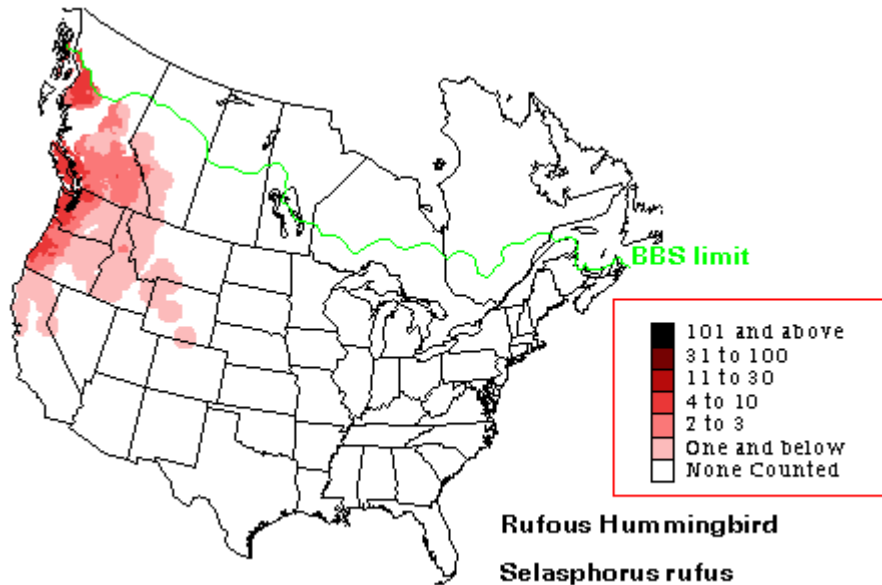 BBS limit
101 and above
31 to 100
11 to 30
4 to 10
2 to 3
One and below
None Counted
Rufous Hummingbird
Selasphorus rufus